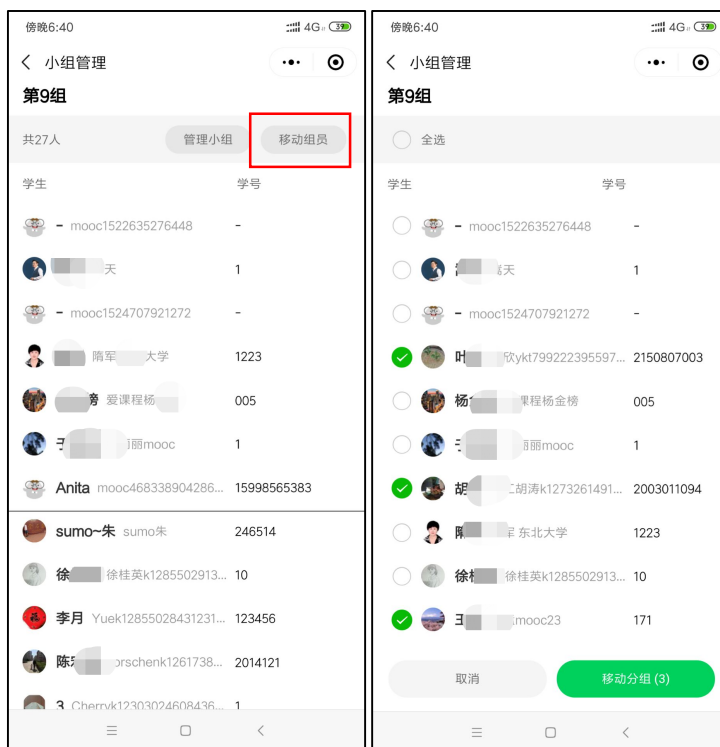 傍晚6:40
4G
39
小组管理
第9组
共27人
管理小组
移动组员
学生
学号
- mooc1522635276448
-
天
1
- mooc1524707921272
-
隋军 大学
1223
榜 爱课程杨
005
丽mooc
1
Anita mooc468338904286...
15998565383
sumo~朱 sumo朱
246514
徐 徐桂英k1285502913...
10
李月 Yuek12855028431231...
123456
陈 orschenk1261738...
2014121
3 Cherryk12303024608436...
1
傍晚6:40
4G
39
小组管理
第9组
全选
学生
学号
- mooc1522635276448
-
天
1
- mooc1524707921272
-
叶 欣ykt799222395597...
2150807003
杨 课程杨金榜
005
丽mooc
1
胡 胡涛k1273261491...
2003011094
军 东北大学
1223
徐 徐桂英k1285502913...
10
王 mooc23
171
取消
移动分组 (3)